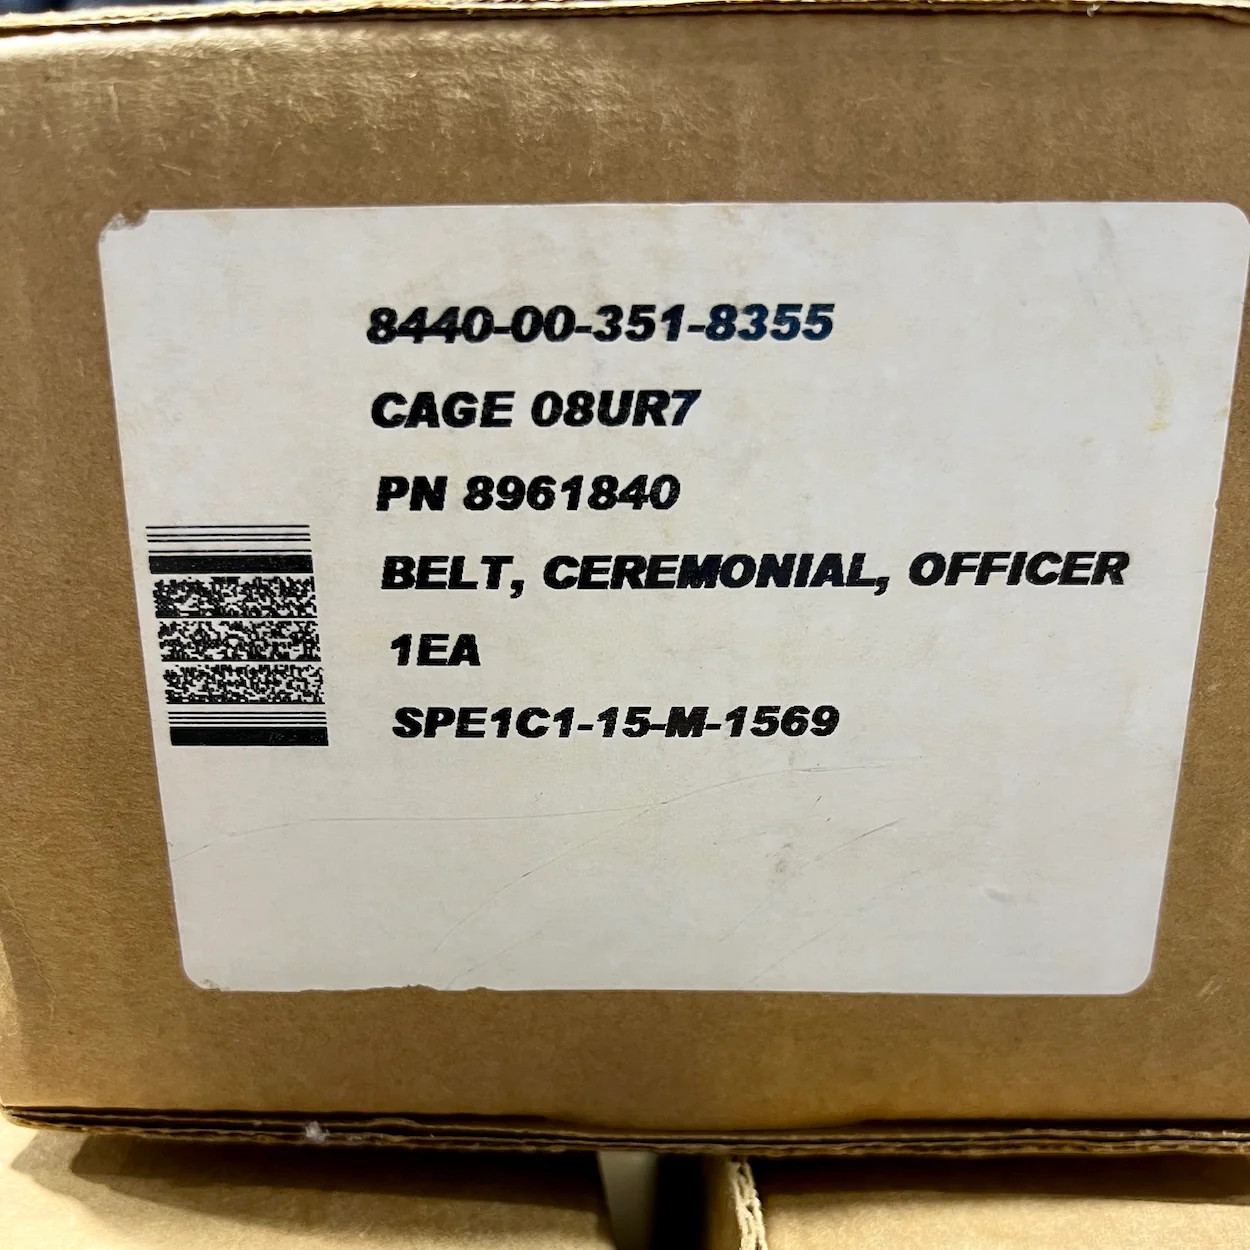 8440-00-351-8355
CAGE 08UR7
PN 8961840
BELT, CEREMONIAL, OFFICER
1EA
SPE1C1-15-M-1569